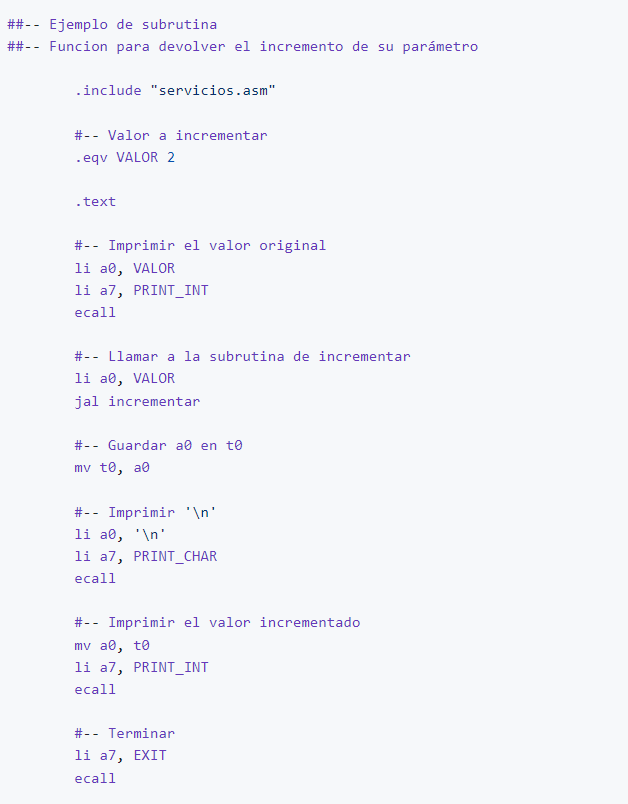 ##-- Ejemplo de subrutina
##-- Funcion para devolver el incremento de su parámetro
.include "servicios.asm"
#-- Valor a incrementar
.eqv VALOR 2
.text
#-- Imprimir el valor original
li a0, VALOR
li a7, PRINT_INT
ecall
#-- Llamar a la subrutina de incrementar
li a0, VALOR
jal incrementar
#-- Guardar a0 en t0
mv t0, a0
#-- Imprimir '\n'
li a0, '\n'
li a7, PRINT_CHAR
ecall
#-- Imprimir el valor incrementado
mv a0, t0
li a7, PRINT_INT
ecall
#-- Terminar
li a7, EXIT
ecall